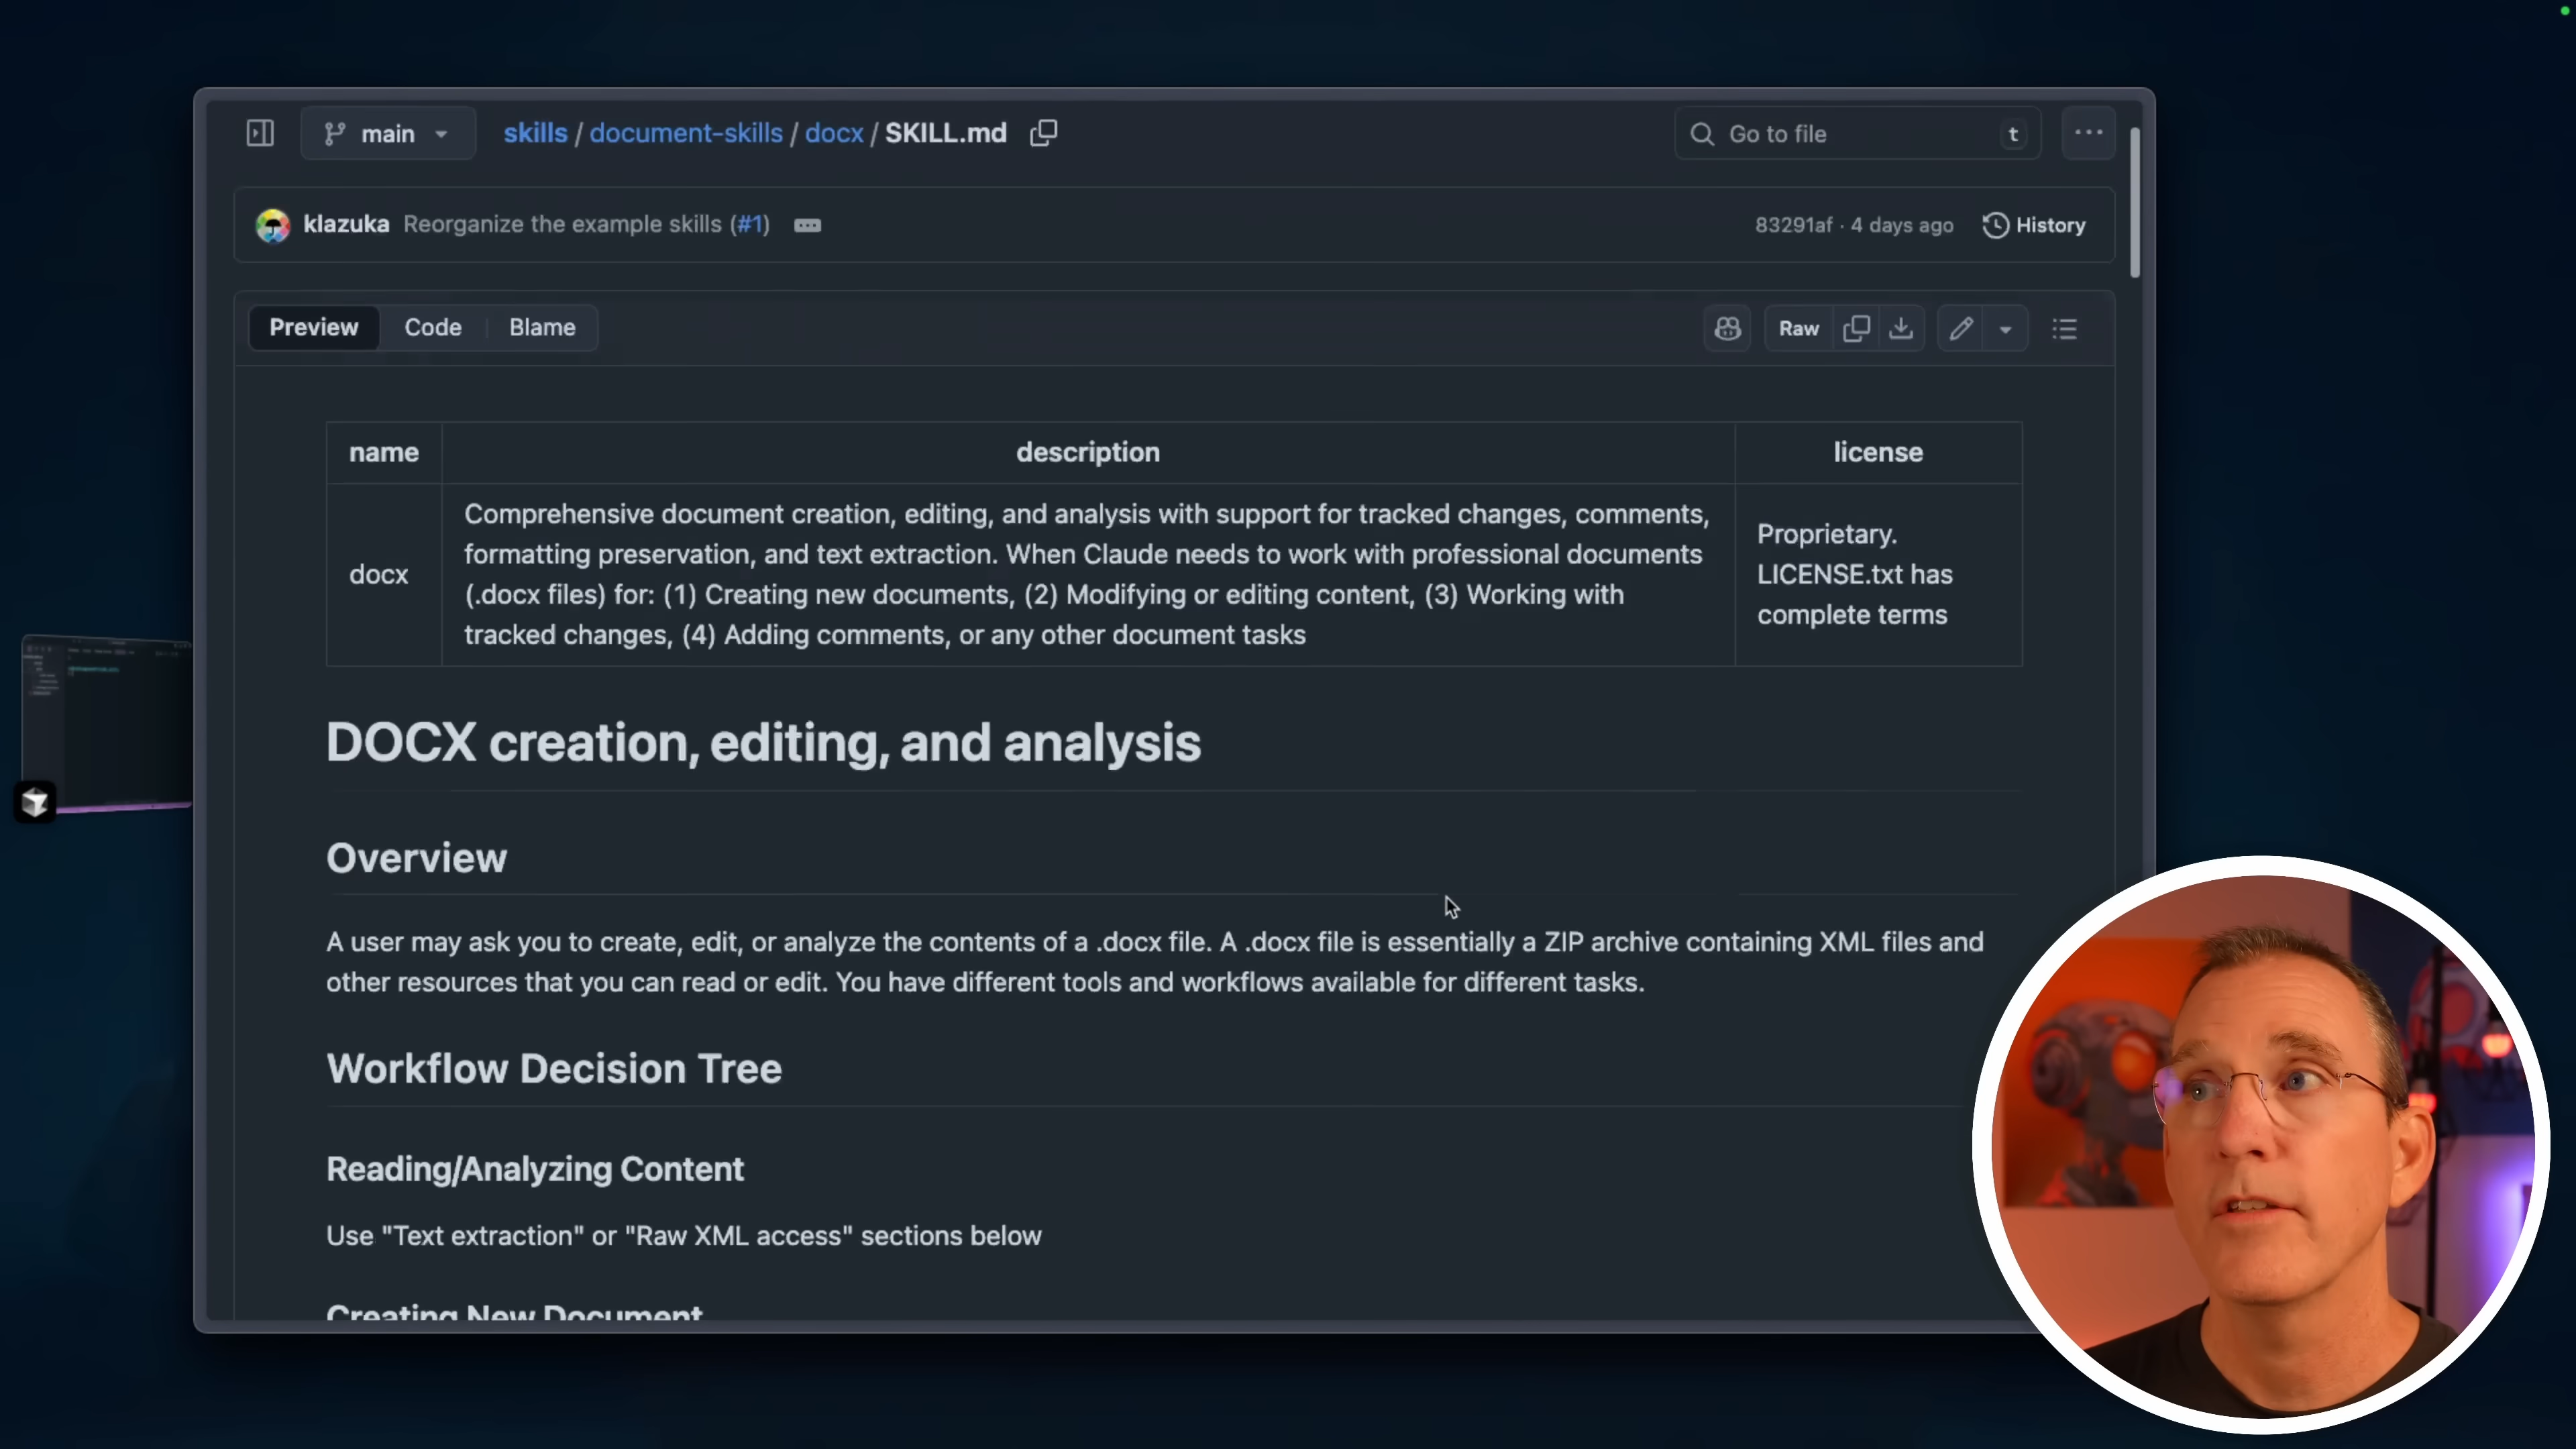 main
skills / document-skills / docx / SKILL.md
Go to file
t
klazuka Reorganize the example skills (#1)
83291af · 4 days ago
History
Preview
Code
Blame
Raw
name
description
license
docx
Comprehensive document creation, editing, and analysis with support for tracked changes, comments,
formatting preservation, and text extraction. When Claude needs to work with professional documents
(.docx files) for: (1) Creating new documents, (2) Modifying or editing content, (3) Working with
tracked changes, (4) Adding comments, or any other document tasks
Proprietary.
LICENSE.txt has
complete terms
DOCX creation, editing, and analysis
Overview
A user may ask you to create, edit, or analyze the contents of a .docx file. A .docx file is essentially a ZIP archive containing XML files and
other resources that you can read or edit. You have different tools and workflows available for different tasks.
Workflow Decision Tree
Reading/Analyzing Content
Use "Text extraction" or "Raw XML access" sections below
Creating New Document